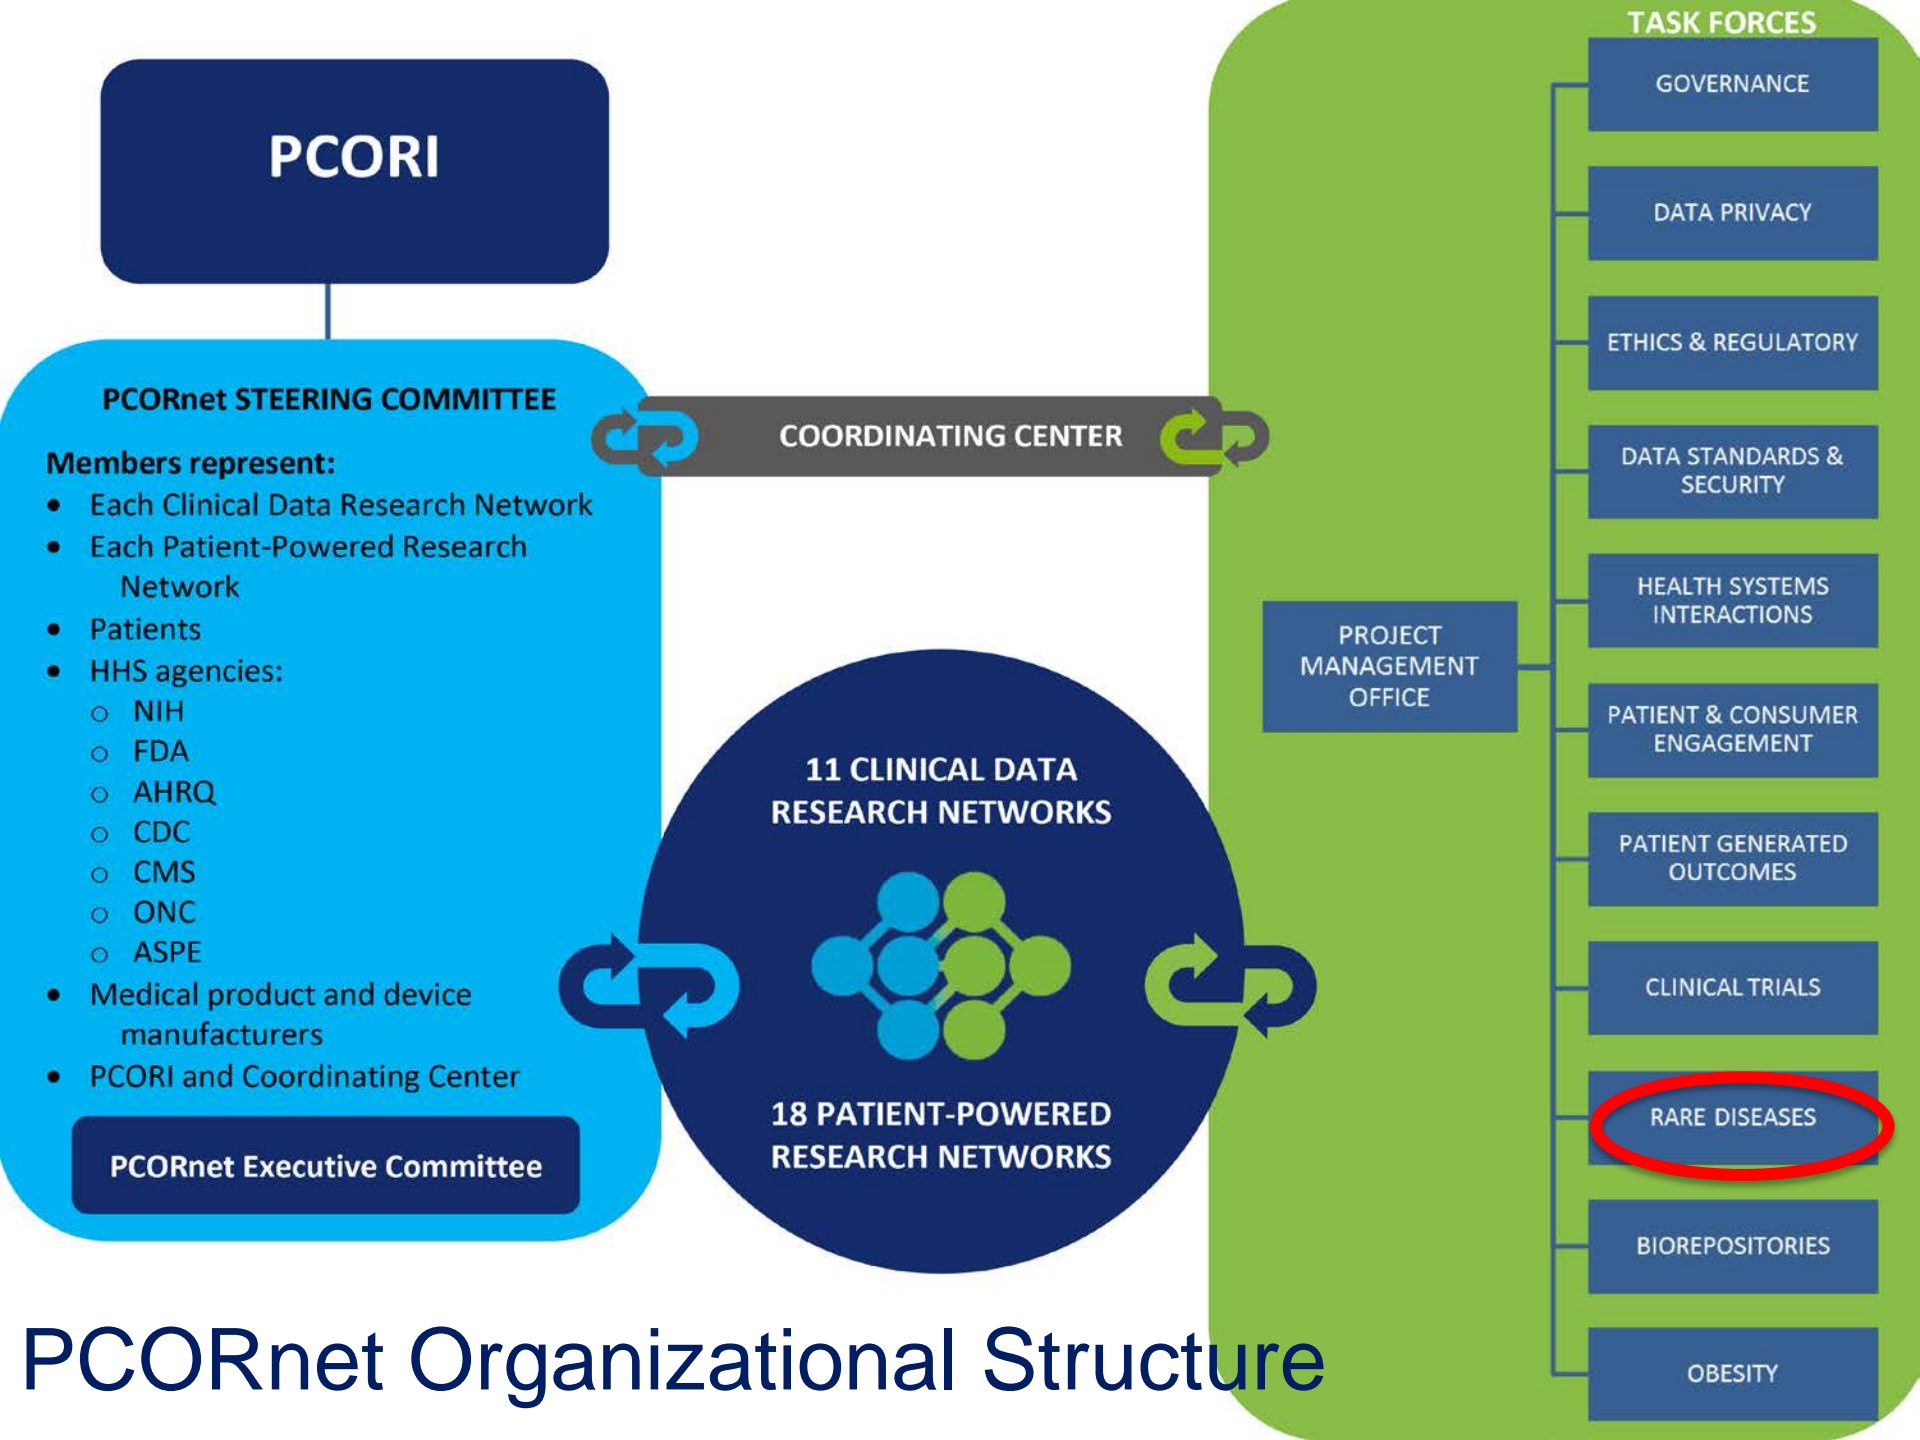 PCORI
PCORnet STEERING COMMITTEE
Members represent:
• Each Clinical Data Research Network
• Each Patient-Powered Research
Network
• Patients
• HHS agencies:
o NIH
o FDA
o AHRQ
o CDC
o CMS
o ONC
o ASPE
• Medical product and device
manufacturers
• PCORI and Coordinating Center
PCORnet Executive Committee
COORDINATING CENTER
11 CLINICAL DATA
RESEARCH NETWORKS
18 PATIENT-POWERED
RESEARCH NETWORKS
TASK FORCES
PROJECT
MANAGEMENT
OFFICE
GOVERNANCE
DATA PRIVACY
ETHICS & REGULATORY
DATA STANDARDS &
SECURITY
HEALTH SYSTEMS
INTERACTIONS
PATIENT & CONSUMER
ENGAGEMENT
PATIENT GENERATED
OUTCOMES
CLINICAL TRIALS
RARE DISEASES
BIOREPOSITORIES
OBESITY
PCORnet Organizational Structure